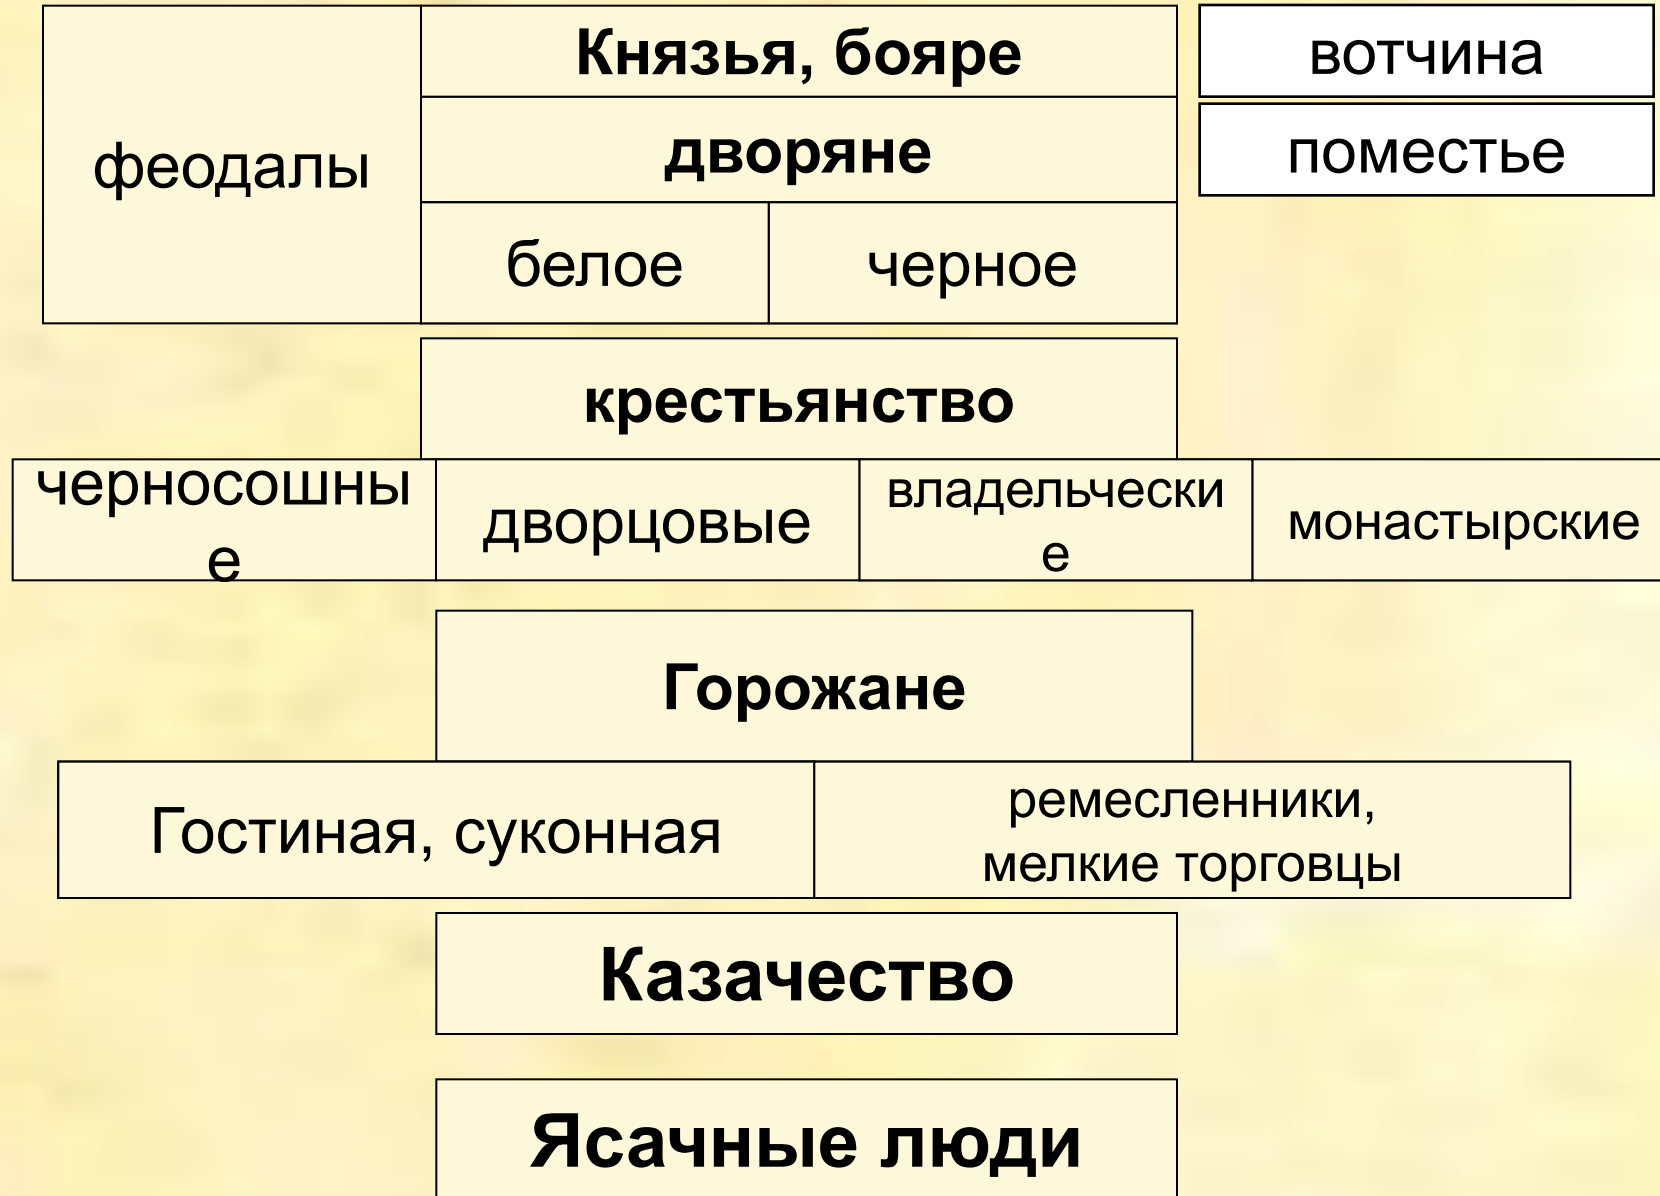 Князья, бояре
вотчина
феодалы
дворяне
поместье
белое
черное
крестьянство
черносошны
е
дворцовые
владельчески
е
монастырские
Горожане
Гостиная, суконная
ремесленники,
мелкие торговцы
Казачество
Ясачные люди